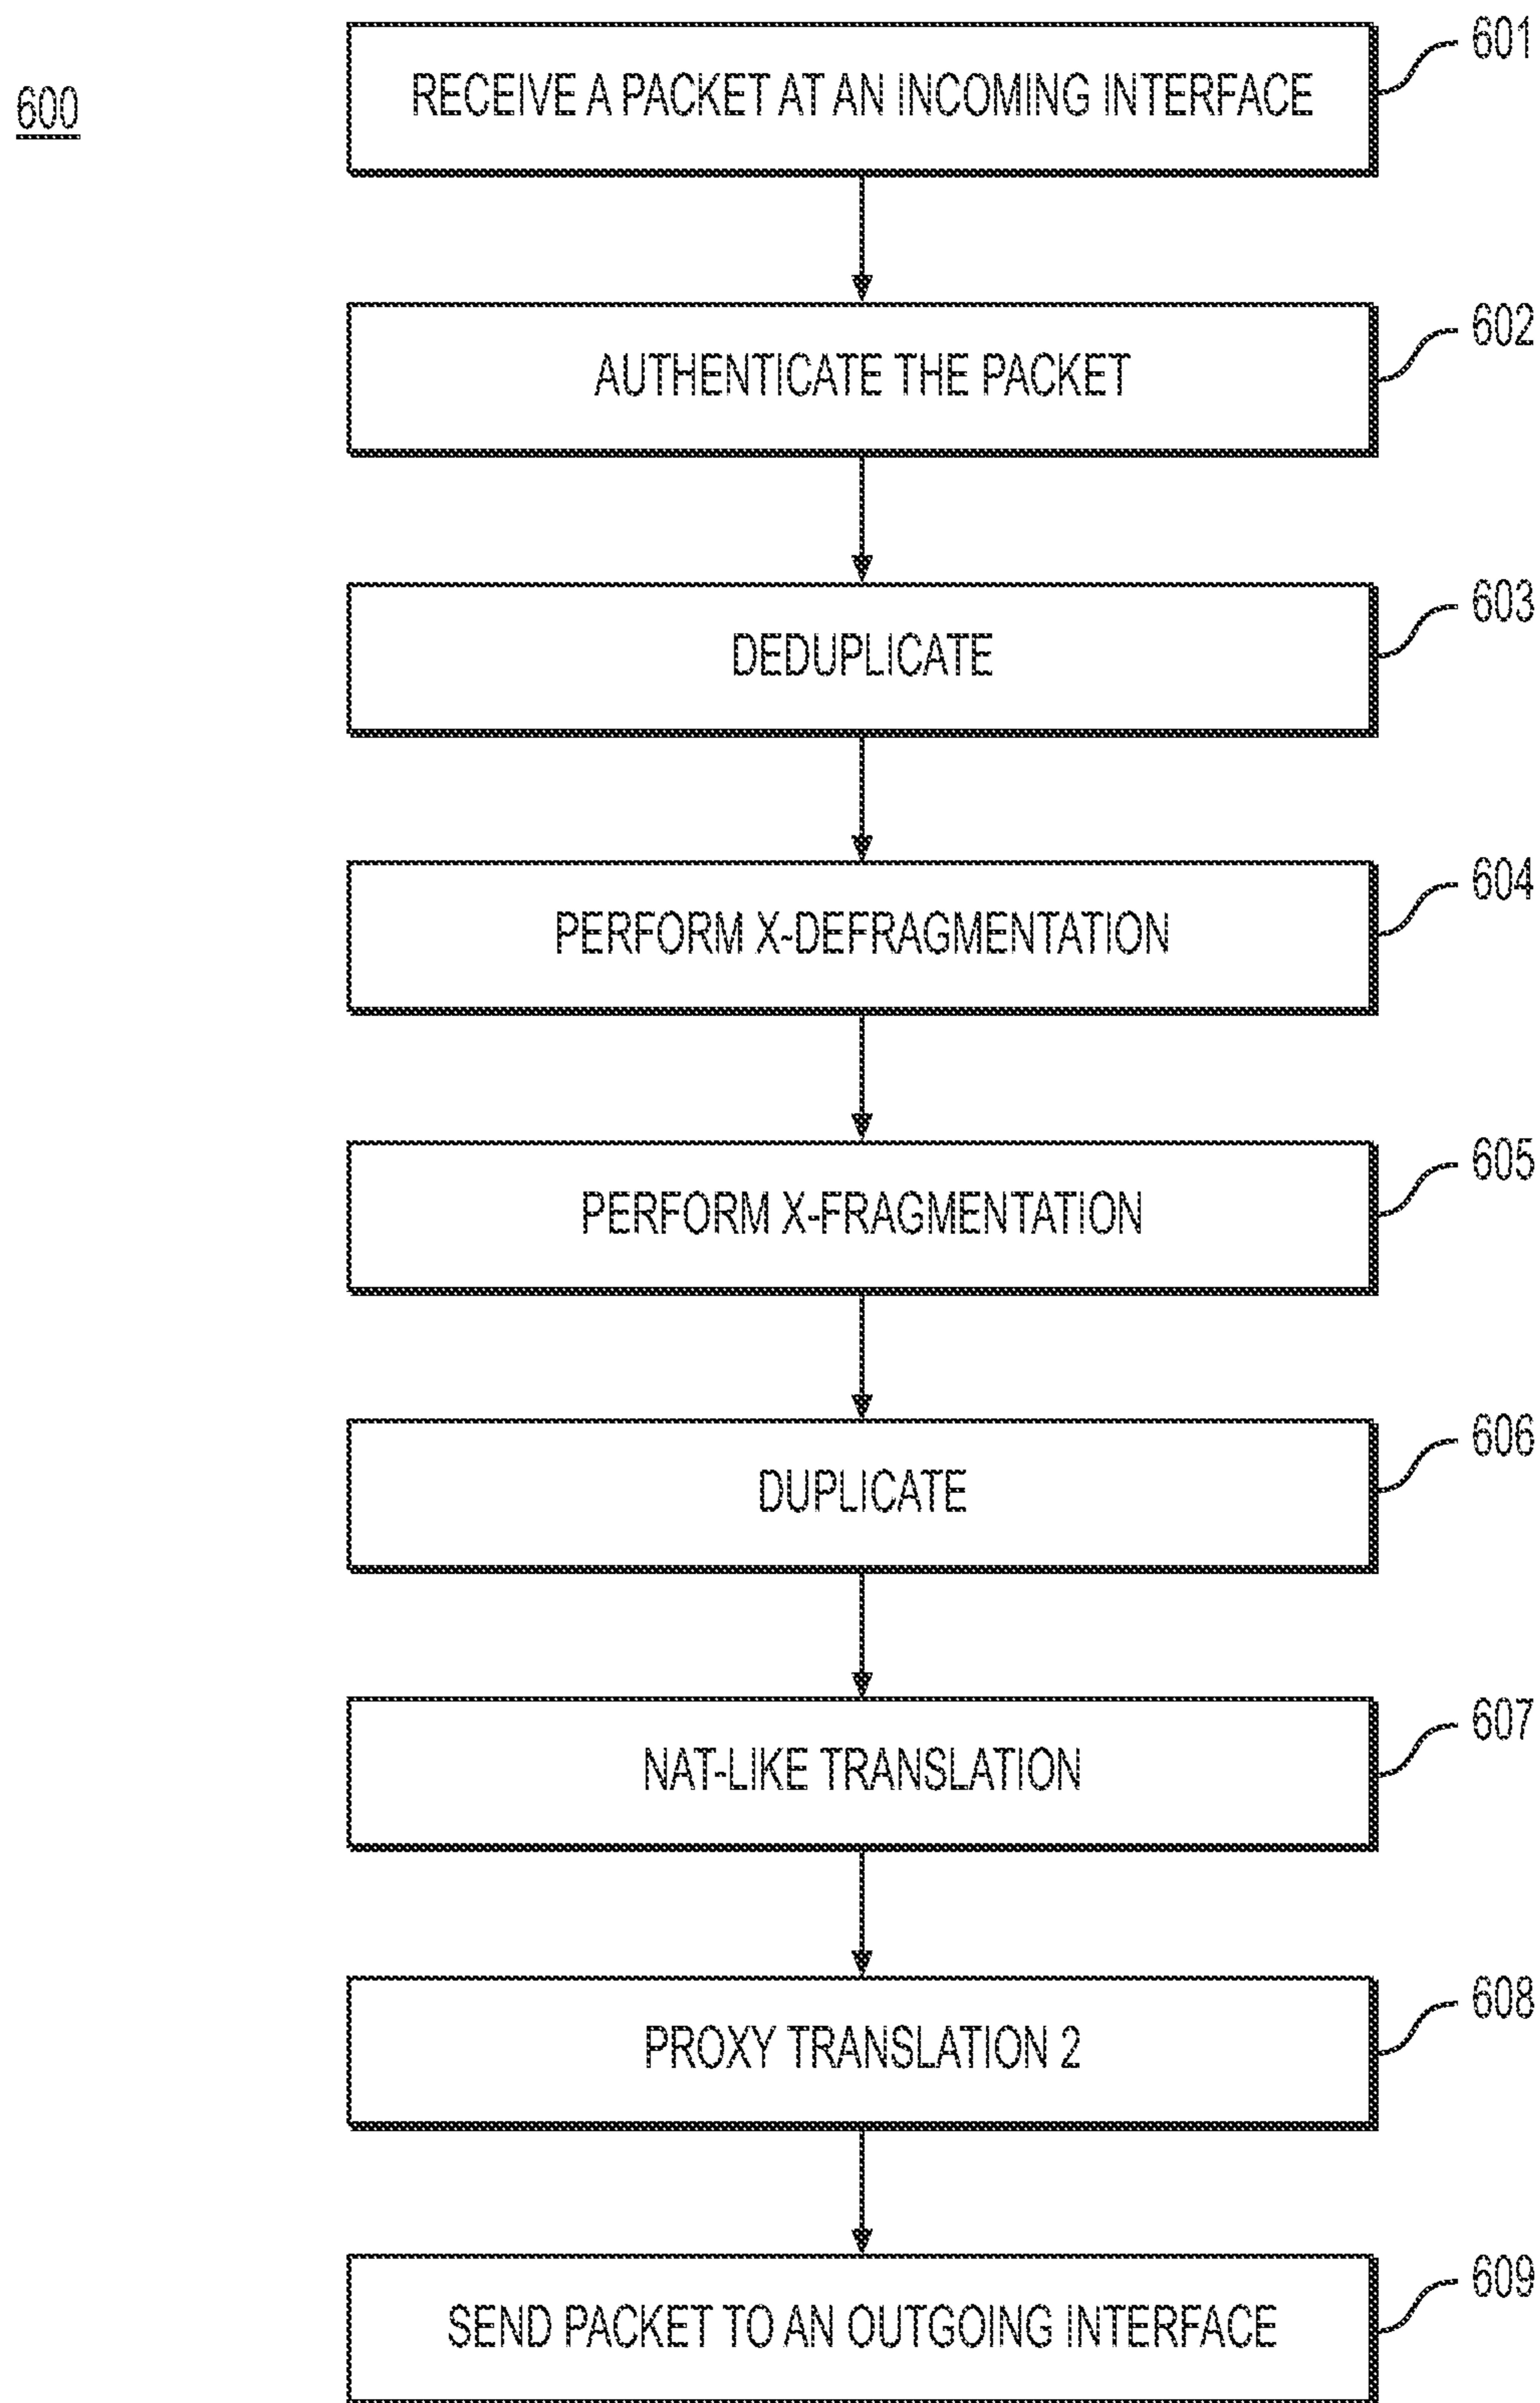 600
RECEIVE A PACKET AT AN INCOMING INTERFACE
601
AUTHENTICATE THE PACKET
602
DEDUPLICATE
603
PERFORM X-DEFRAGMENTATION
604
PERFORM X-FRAGMENTATION
605
DUPLICATE
606
NAT-LIKE TRANSLATION
607
PROXY TRANSLATION 2
608
SEND PACKET TO AN OUTGOING INTERFACE
609